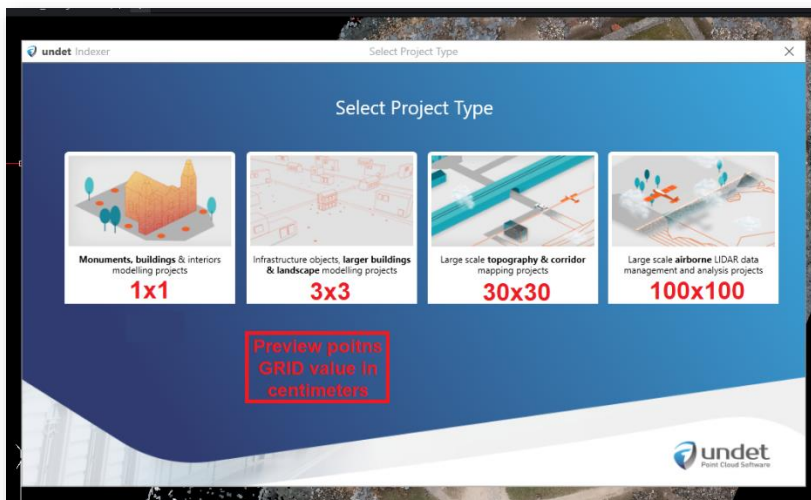 undet Indexer
Select Project Type
Select Project Type
Monuments, buildings & interiors
modelling projects
1x1
Infrastructure objects, larger buildings
& landscape modelling projects
3x3
Large scale topography & corridor
mapping projects
30x30
Large scale airborne LIDAR data
management and analysis projects
100x100
Preview poitns
GRID value in
centimeters
undet
Point Cloud Software